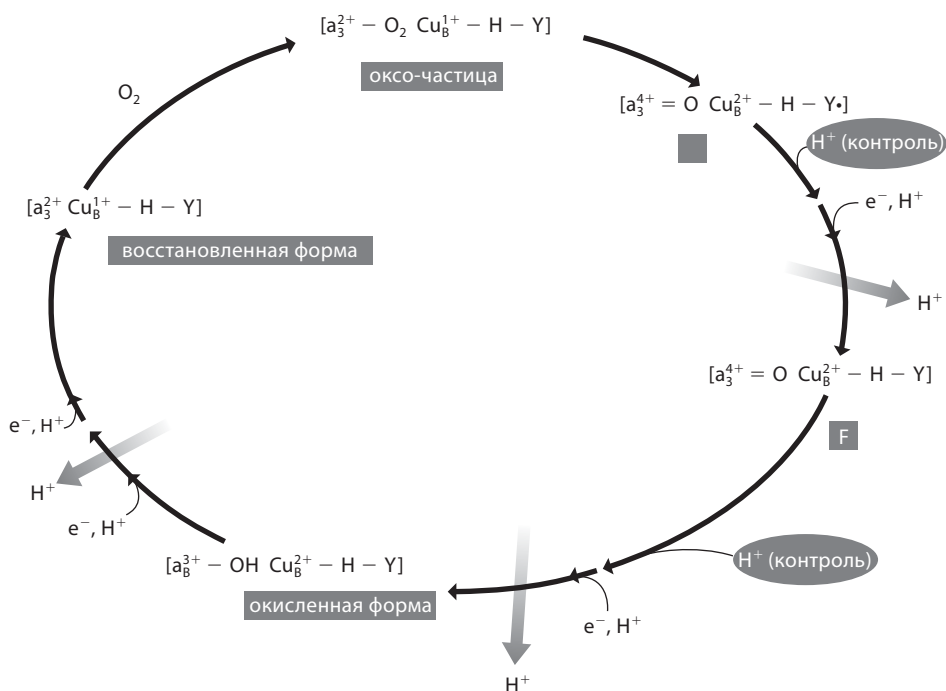 [a₃²⁺ − O₂ Cu_B¹⁺ − H − Y]
оксо-частица
O₂
[a₃⁴⁺ = O Cu_B²⁺ − H − Y•]
H⁺ (контроль)
e⁻, H⁺
[a₃²⁺ Cu_B¹⁺ − H − Y]
восстановленная форма
H⁺
[a₃⁴⁺ = O Cu_B²⁺ − H − Y]
F
e⁻, H⁺
H⁺
e⁻, H⁺
[a_B³⁺ − OH Cu_B²⁺ − H − Y]
окисленная форма
H⁺ (контроль)
e⁻, H⁺
H⁺